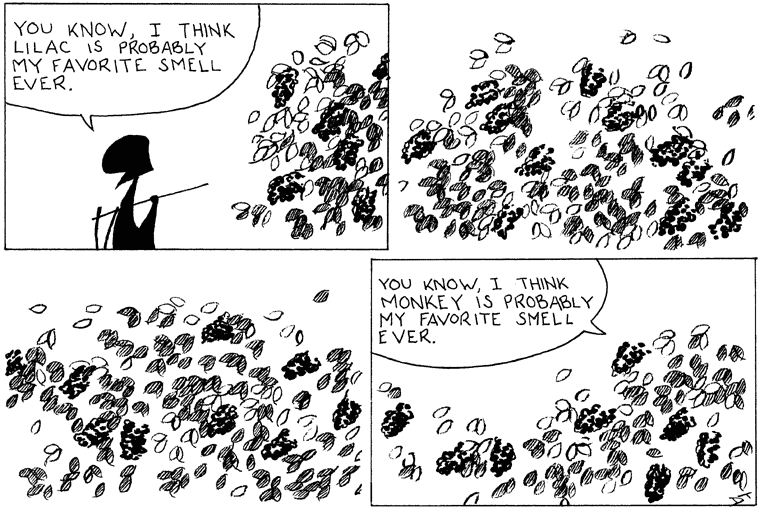 YOU KNOW, I THINK
LILAC IS PROBABLY
MY FAVORITE SMELL
EVER.
YOU KNOW, I THINK
MONKEY IS PROBABLY
MY FAVORITE SMELL
EVER.